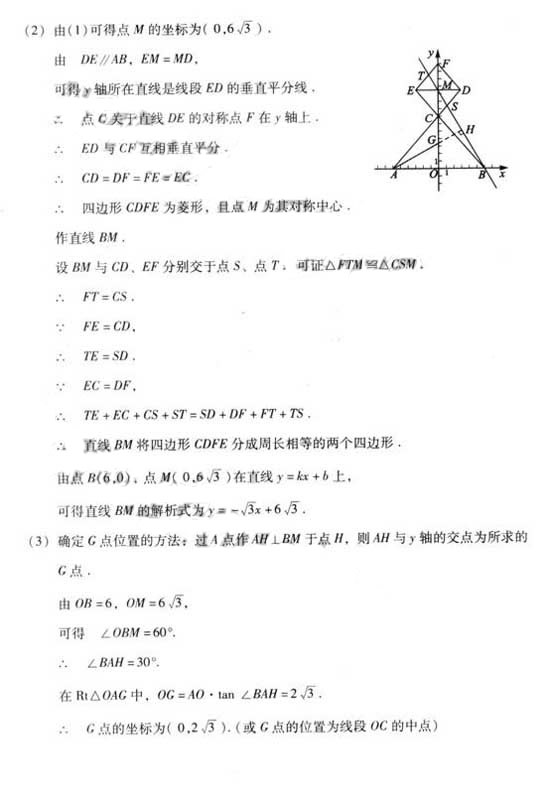 (2) 由(1)可得点 M 的坐标为( 0,6√3 ) .
由 DE∥AB, EM = MD,
可得 y 轴所在直线是线段 ED 的垂直平分线 .
∴ 点 C 关于直线 DE 的对称点 F 在 y 轴上 .
∴ ED 与 CF 互相垂直平分 .
∴ CD = DF = FE = EC .
∴ 四边形 CDFE 为菱形, 且点 M 为其对称中心 .
作直线 BM .
设 BM 与 CD、EF 分别交于点 S、点 T . 可证△FTM≌△CSM .
∴ FT = CS .
∵ FE = CD,
∴ TE = SD .
∵ EC = DF,
∴ TE + EC + CS + ST = SD + DF + FT + TS .
∴ 直线 BM 将四边形 CDFE 分成周长相等的两个四边形 .
由点 B(6,0), 点 M( 0,6√3 )在直线 y = kx + b 上,
可得直线 BM 的解析式为 y = -√3x + 6√3 .
(3) 确定 G 点位置的方法: 过 A 点作 AH⊥BM 于点 H, 则 AH 与 y 轴的交点为所求的
G 点 .
由 OB = 6, OM = 6√3,
可得 ∠OBM = 60°.
∴ ∠BAH = 30°.
在 Rt△OAG 中, OG = AO · tan ∠BAH = 2√3 .
∴ G 点的坐标为( 0,2√3 ). (或 G 点的位置为线段 OC 的中点)
y
F
T
E
M
D
S
C
H
G
1
A
O
1
B
x